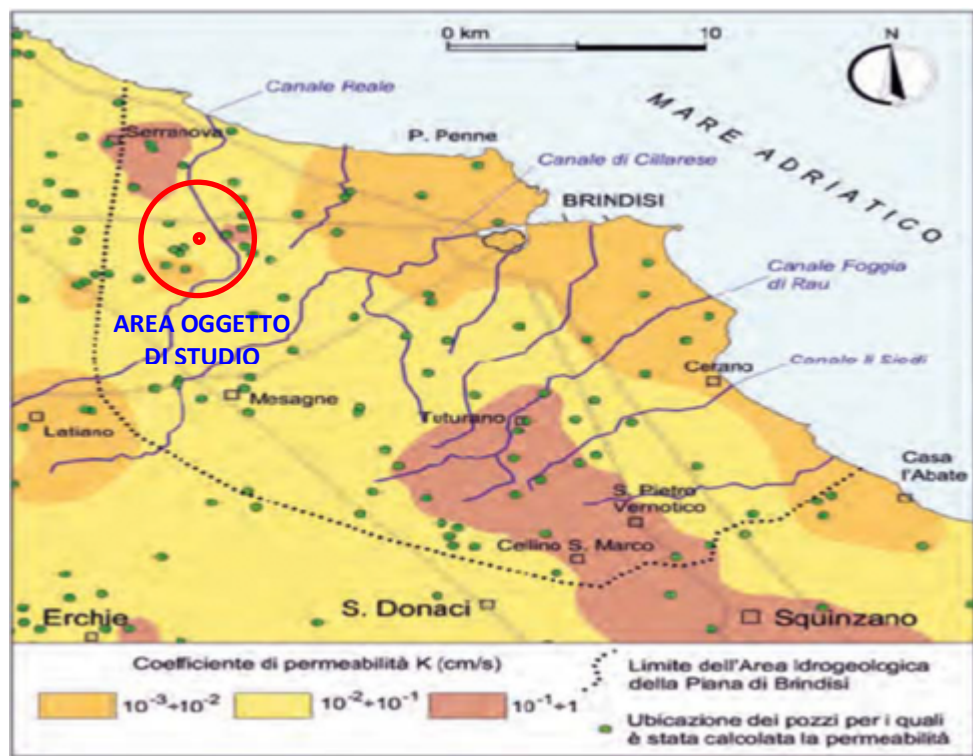 0 km 10
N
Canale Reale
MARE ADRIATICO
Serranova
P. Penne
Canale di Cillarese
BRINDISI
Canale Foggia
di Rau
AREA OGGETTO
DI STUDIO
Cerano
Canale Il Siedi
Mesagne
Latiano
Tuturano
Casa
l'Abate
S. Pietro
Vernotico
Cellino S. Marco
Erchie
S. Donaci
Squinzano
Coefficiente di permeabilità K (cm/s)
10⁻³÷10⁻²
10⁻²÷10⁻¹
10⁻¹÷1
Limite dell'Area Idrogeologica
della Piana di Brindisi
Ubicazione dei pozzi per i quali
è stata calcolata la permeabilità